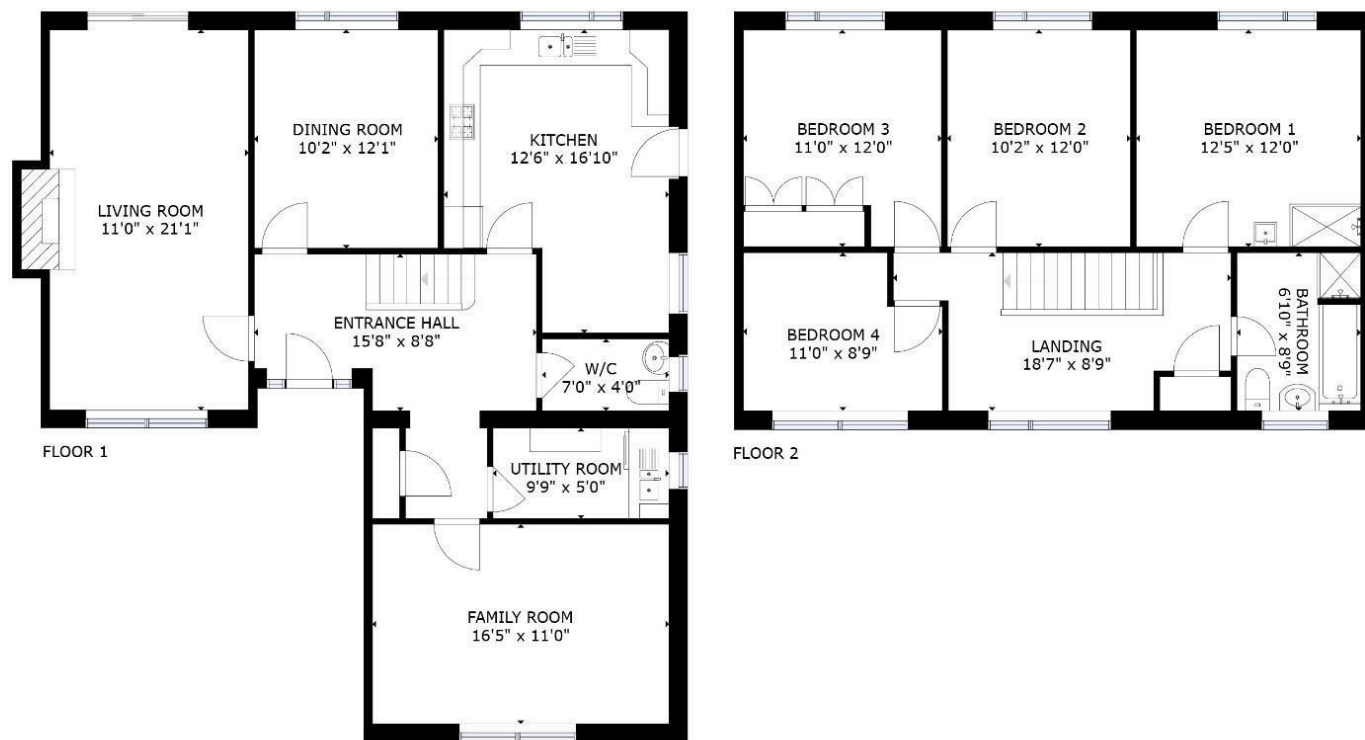 DINING ROOM
10'2" x 12'1"
KITCHEN
12'6" x 16'10"
LIVING ROOM
11'0" x 21'1"
ENTRANCE HALL
15'8" x 8'8"
W/C
7'0" x 4'0"
FLOOR 1
UTILITY ROOM
9'9" x 5'0"
FAMILY ROOM
16'5" x 11'0"
BEDROOM 3
11'0" x 12'0"
BEDROOM 2
10'2" x 12'0"
BEDROOM 1
12'5" x 12'0"
BEDROOM 4
11'0" x 8'9"
LANDING
18'7" x 8'9"
BATHROOM
6'10" x 8'9"
FLOOR 2